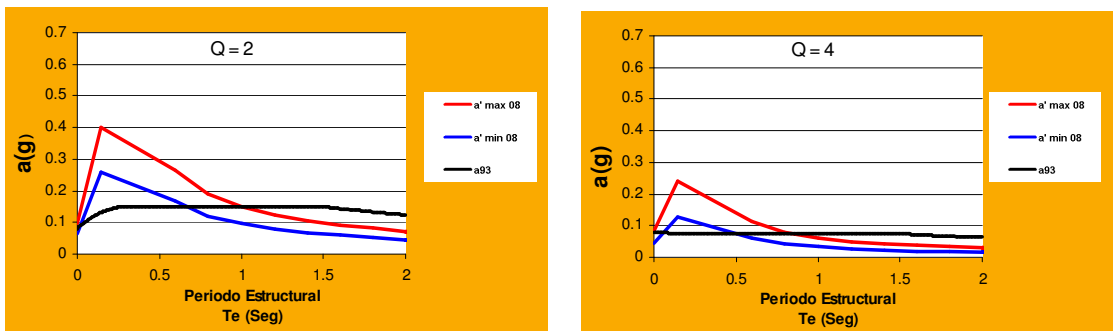 Q = 2
0.7
0.6
0.5
0.4
0.3
0.2
0.1
0
a(g)
0 0.5 1 1.5 2
Periodo Estructural
Te (Seg)
a' max 08
a' min 08
a93
Q = 4
0.7
0.6
0.5
0.4
0.3
0.2
0.1
0
a(g)
0 0.5 1 1.5 2
Periodo Estructural
Te (Seg)
a' max 08
a' min 08
a93